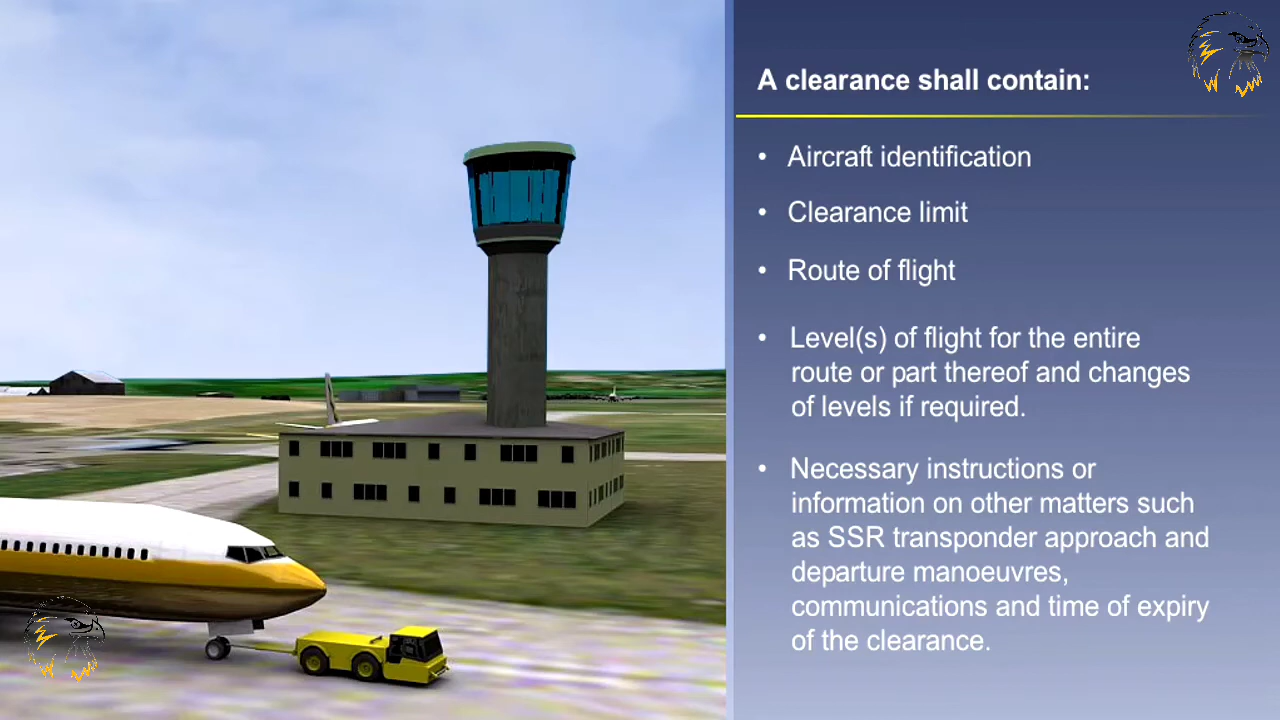 A clearance shall contain:
• Aircraft identification
• Clearance limit
• Route of flight
• Level(s) of flight for the entire
route or part thereof and changes
of levels if required.
• Necessary instructions or
information on other matters such
as SSR transponder approach and
departure manoeuvres,
communications and time of expiry
of the clearance.